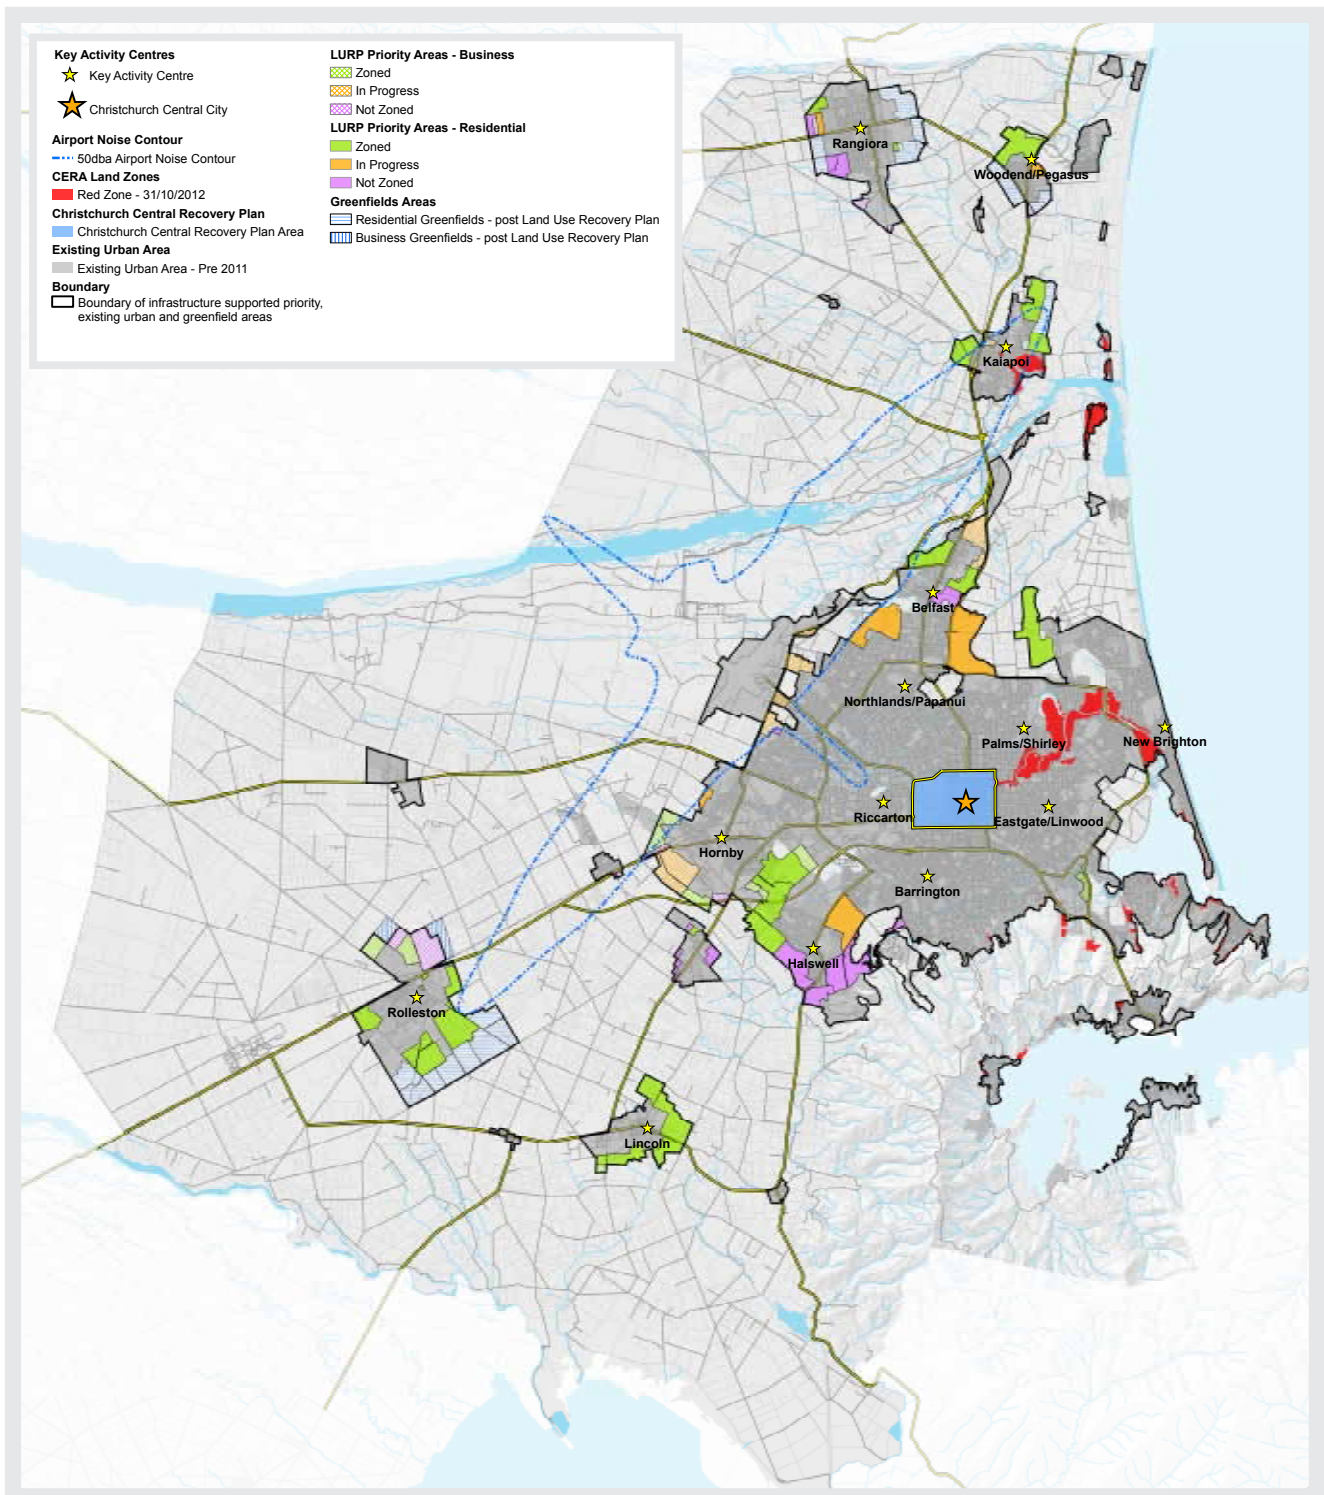 Key Activity Centres
Key Activity Centre
Christchurch Central City
Airport Noise Contour
50dba Airport Noise Contour
CERA Land Zones
Red Zone - 31/10/2012
Christchurch Central Recovery Plan
Christchurch Central Recovery Plan Area
Existing Urban Area
Existing Urban Area - Pre 2011
Boundary
Boundary of infrastructure supported priority,
existing urban and greenfield areas
LURP Priority Areas - Business
Zoned
In Progress
Not Zoned
LURP Priority Areas - Residential
Zoned
In Progress
Not Zoned
Greenfields Areas
Residential Greenfields - post Land Use Recovery Plan
Business Greenfields - post Land Use Recovery Plan
Rangiora
Woodend/Pegasus
Kaiapoi
Belfast
Northlands/Papanui
Palms/Shirley
New Brighton
Riccarton
Eastgate/Linwood
Hornby
Barrington
Halswell
Rolleston
Lincoln